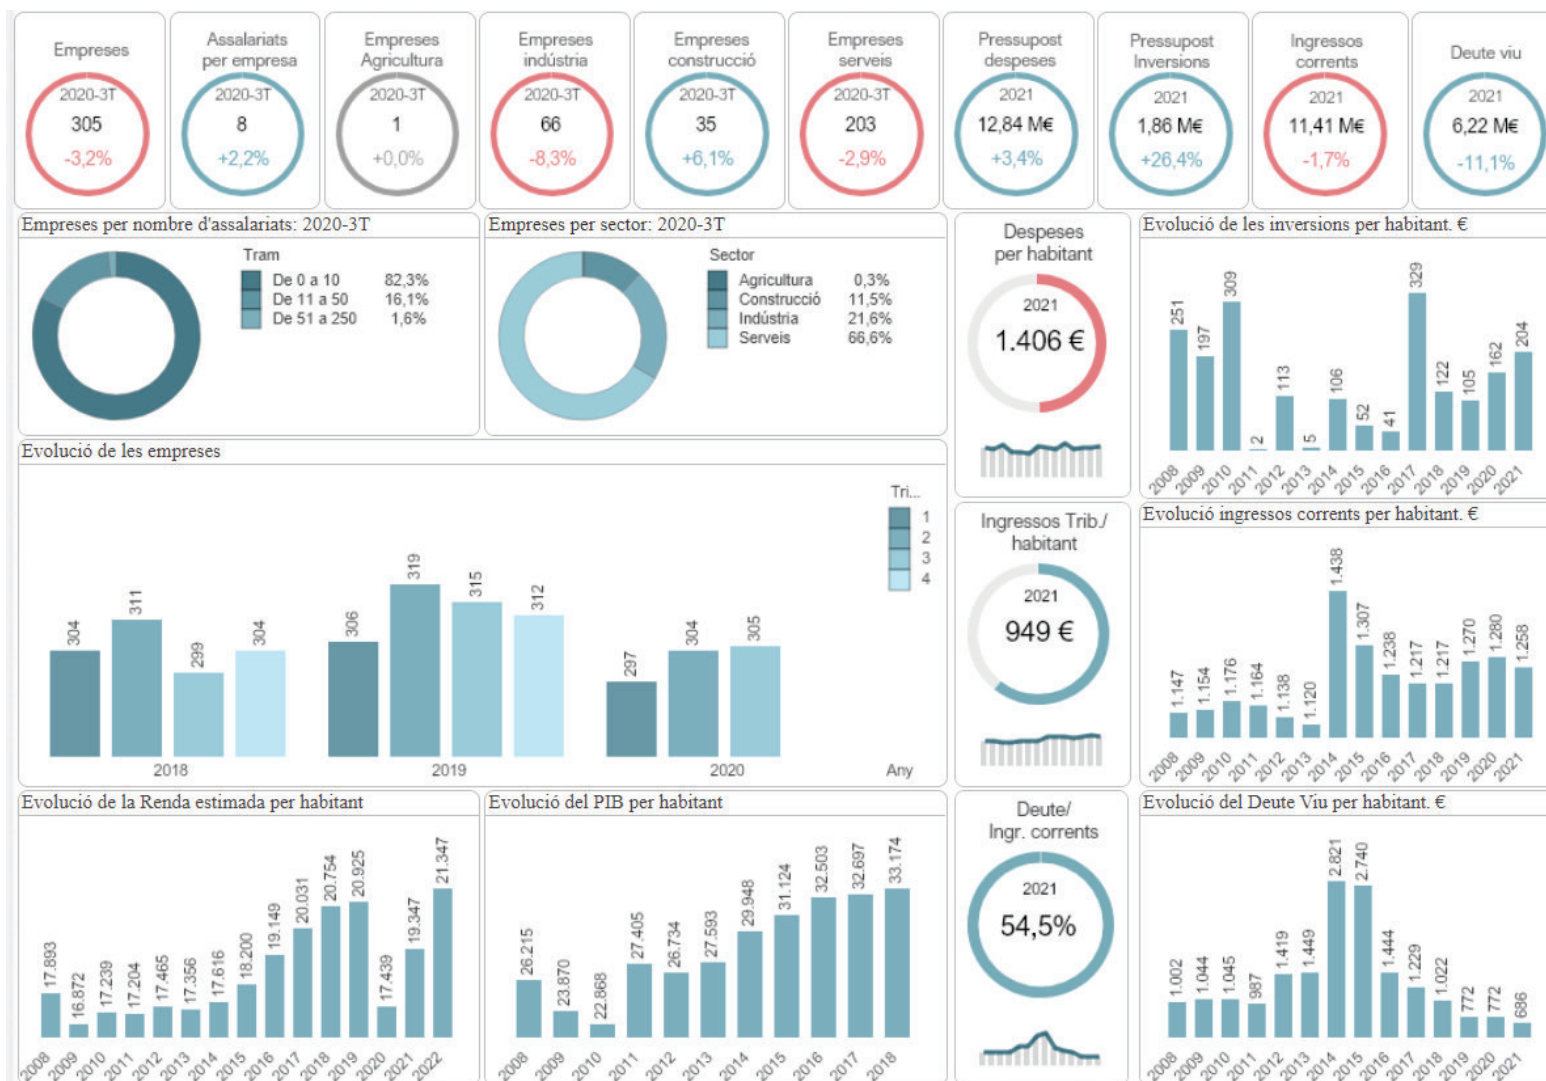 Empreses
2020-3T
305
-3,2%
Assalariats
per empresa
2020-3T
8
+2,2%
Empreses
Agricultura
2020-3T
1
+0,0%
Empreses
indústria
2020-3T
66
-8,3%
Empreses
construcció
2020-3T
35
+6,1%
Empreses
serveis
2020-3T
203
-2,9%
Pressupost
despeses
2021
12,84 M€
+3,4%
Pressupost
Inversions
2021
1,86 M€
+26,4%
Ingressos
corrents
2021
11,41 M€
-1,7%
Deute viu
2021
6,22 M€
-11,1%
Empreses per nombre d'assalariats: 2020-3T
Tram
De 0 a 10 82,3%
De 11 a 50 16,1%
De 51 a 250 1,6%
Empreses per sector: 2020-3T
Sector
Agricultura 0,3%
Construcció 11,5%
Indústria 21,6%
Serveis 66,6%
Despeses
per habitant
2021
1.406 €
Evolució de les inversions per habitant. €
251 197 309 2 113 5 106 52 41 329 122 105 162 204
2008 2009 2010 2011 2012 2013 2014 2015 2016 2017 2018 2019 2020 2021
Evolució de les empreses
Tri...
1
2
3
4
304 311 299 304 306 319 315 312 297 304 305
2018 2019 2020 Any
Ingressos Trib./
habitant
2021
949 €
Evolució ingressos corrents per habitant. €
1.147 1.154 1.176 1.164 1.138 1.120 1.438 1.307 1.238 1.217 1.217 1.270 1.280 1.258
2008 2009 2010 2011 2012 2013 2014 2015 2016 2017 2018 2019 2020 2021
Evolució de la Renda estimada per habitant
17.893 16.872 17.239 17.204 17.465 17.356 17.616 18.200 19.149 20.031 20.754 20.925 17.439 19.347 21.347
2008 2009 2010 2011 2012 2013 2014 2015 2016 2017 2018 2019 2020 2021 2022
Evolució del PIB per habitant
26.215 23.870 22.868 27.405 26.734 27.593 29.948 31.124 32.503 32.697 33.174
2008 2009 2010 2011 2012 2013 2014 2015 2016 2017 2018
Deute/
Ingr. corrents
2021
54,5%
Evolució del Deute Viu per habitant. €
1.002 1.044 1.045 987 1.419 1.449 2.821 2.740 1.444 1.229 1.022 772 772 686
2008 2009 2010 2011 2012 2013 2014 2015 2016 2017 2018 2019 2020 2021